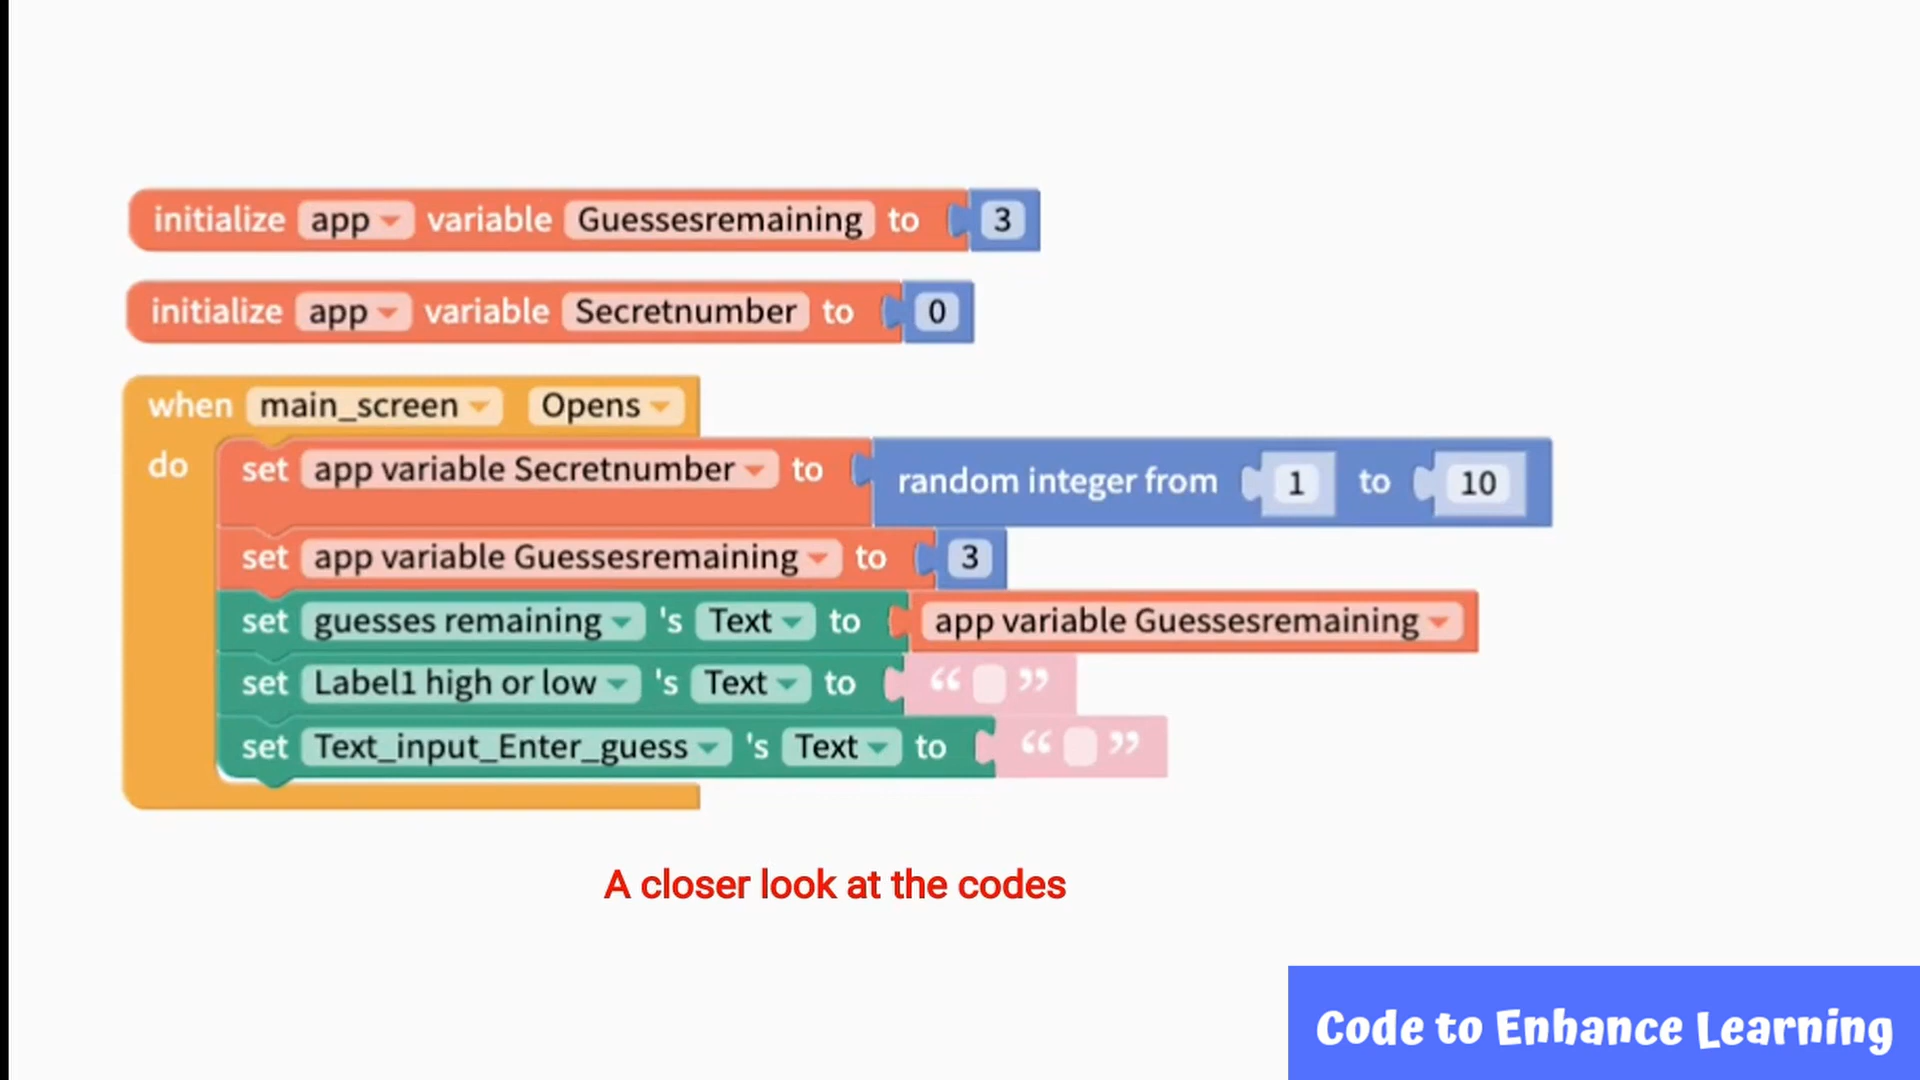 initialize app variable Guessesremaining to 3
initialize app variable Secretnumber to 0
when main_screen Opens
do set app variable Secretnumber to random integer from 1 to 10
set app variable Guessesremaining to 3
set guesses remaining 's Text to app variable Guessesremaining
set Label1 high or low 's Text to “ ”
set Text_input_Enter_guess 's Text to “ ”
A closer look at the codes
Code to Enhance Learning